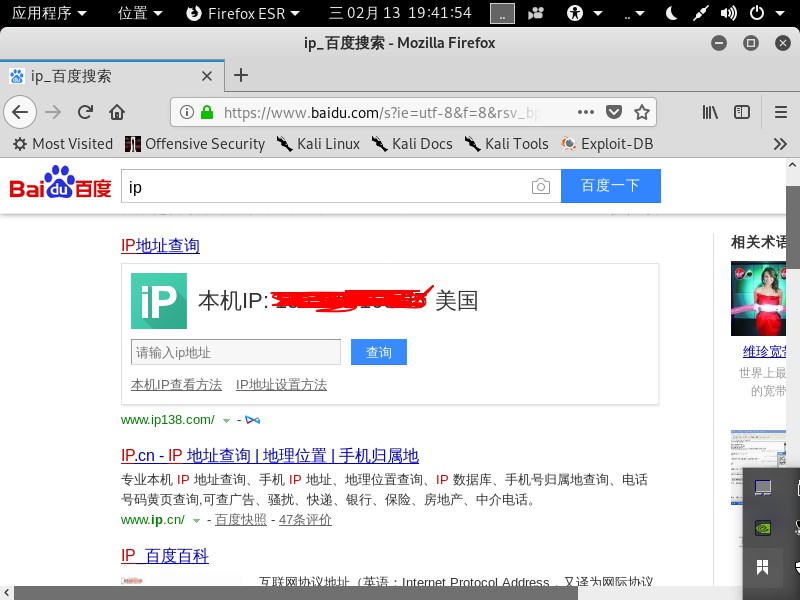 应用程序 位置 Firefox ESR 三 02月 13 19:41:54 .. ..
ip_百度搜索 - Mozilla Firefox
ip_百度搜索
https://www.baidu.com/s?ie=utf-8&f=8&rsv_bp
Most Visited Offensive Security Kali Linux Kali Docs Kali Tools Exploit-DB
Bai du 百度 ip 百度一下
IP地址查询
相关术语
iP 本机IP: 美国
请输入ip地址 查询
本机IP查看方法 IP地址设置方法
维珍宽带
世界上最
的宽带
www.ip138.com/ -
IP.cn - IP 地址查询 | 地理位置 | 手机归属地
专业本机 IP 地址查询、手机 IP 地址、地理位置查询、IP 数据库、手机号归属地查询、电话
号码黄页查询,可查广告、骚扰、快递、银行、保险、房地产、中介电话。
www.ip.cn/ - 百度快照 - 47条评价
IP_百度百科
互联网协议地址（英语：Internet Protocol Address，又译为网际协议